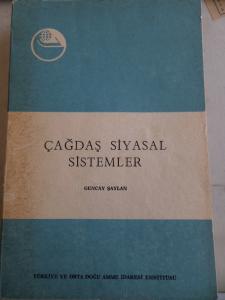 ÇAĞDAŞ SİYASAL
SİSTEMLER
GENCAY ŞAYLAN
TÜRKİYE VE ORTA DOĞU AMME İDARESİ ENSTİTÜSÜ